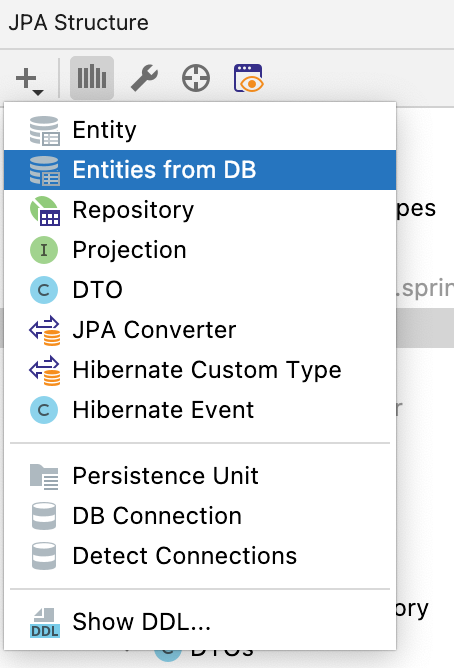 JPA Structure
Entity
Entities from DB
Repository
pes
I Projection
C DTO
.sprin
JPA Converter
Hibernate Custom Type
C Hibernate Event
r
Persistence Unit
DB Connection
Detect Connections
ory
DDL Show DDL...
DTOs